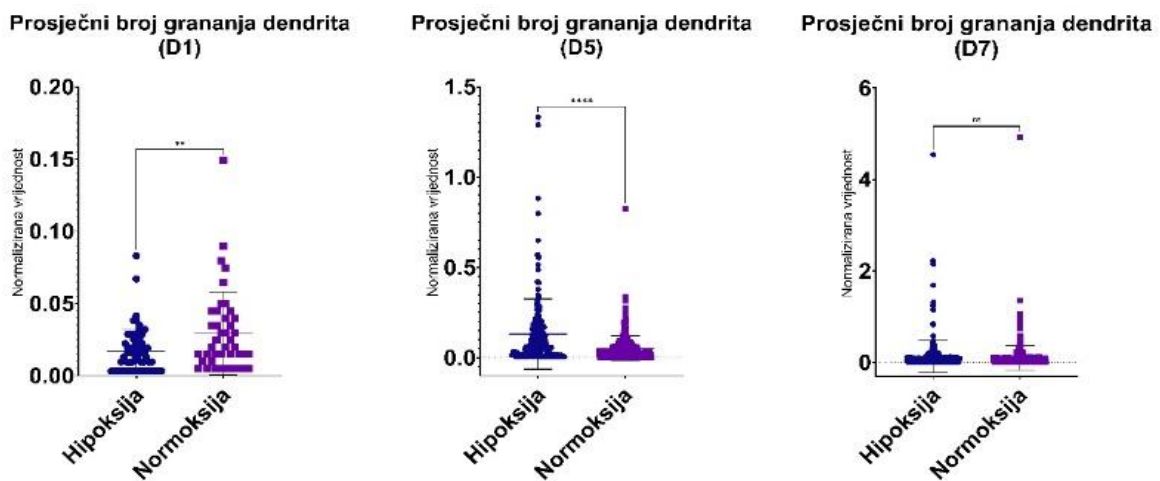 Prosječni broj grananja dendrita
(D1)
0.20
0.15
0.10
0.05
0.00
Normalizirana vrijednost
**
Hipoksija
Normoksija
Prosječni broj grananja dendrita
(D5)
1.5
1.0
0.5
0.0
Normalizirana vrijednost
****
Hipoksija
Normoksija
Prosječni broj grananja dendrita
(D7)
6
4
2
0
Normalizirana vrijednost
ns
Hipoksija
Normoksija